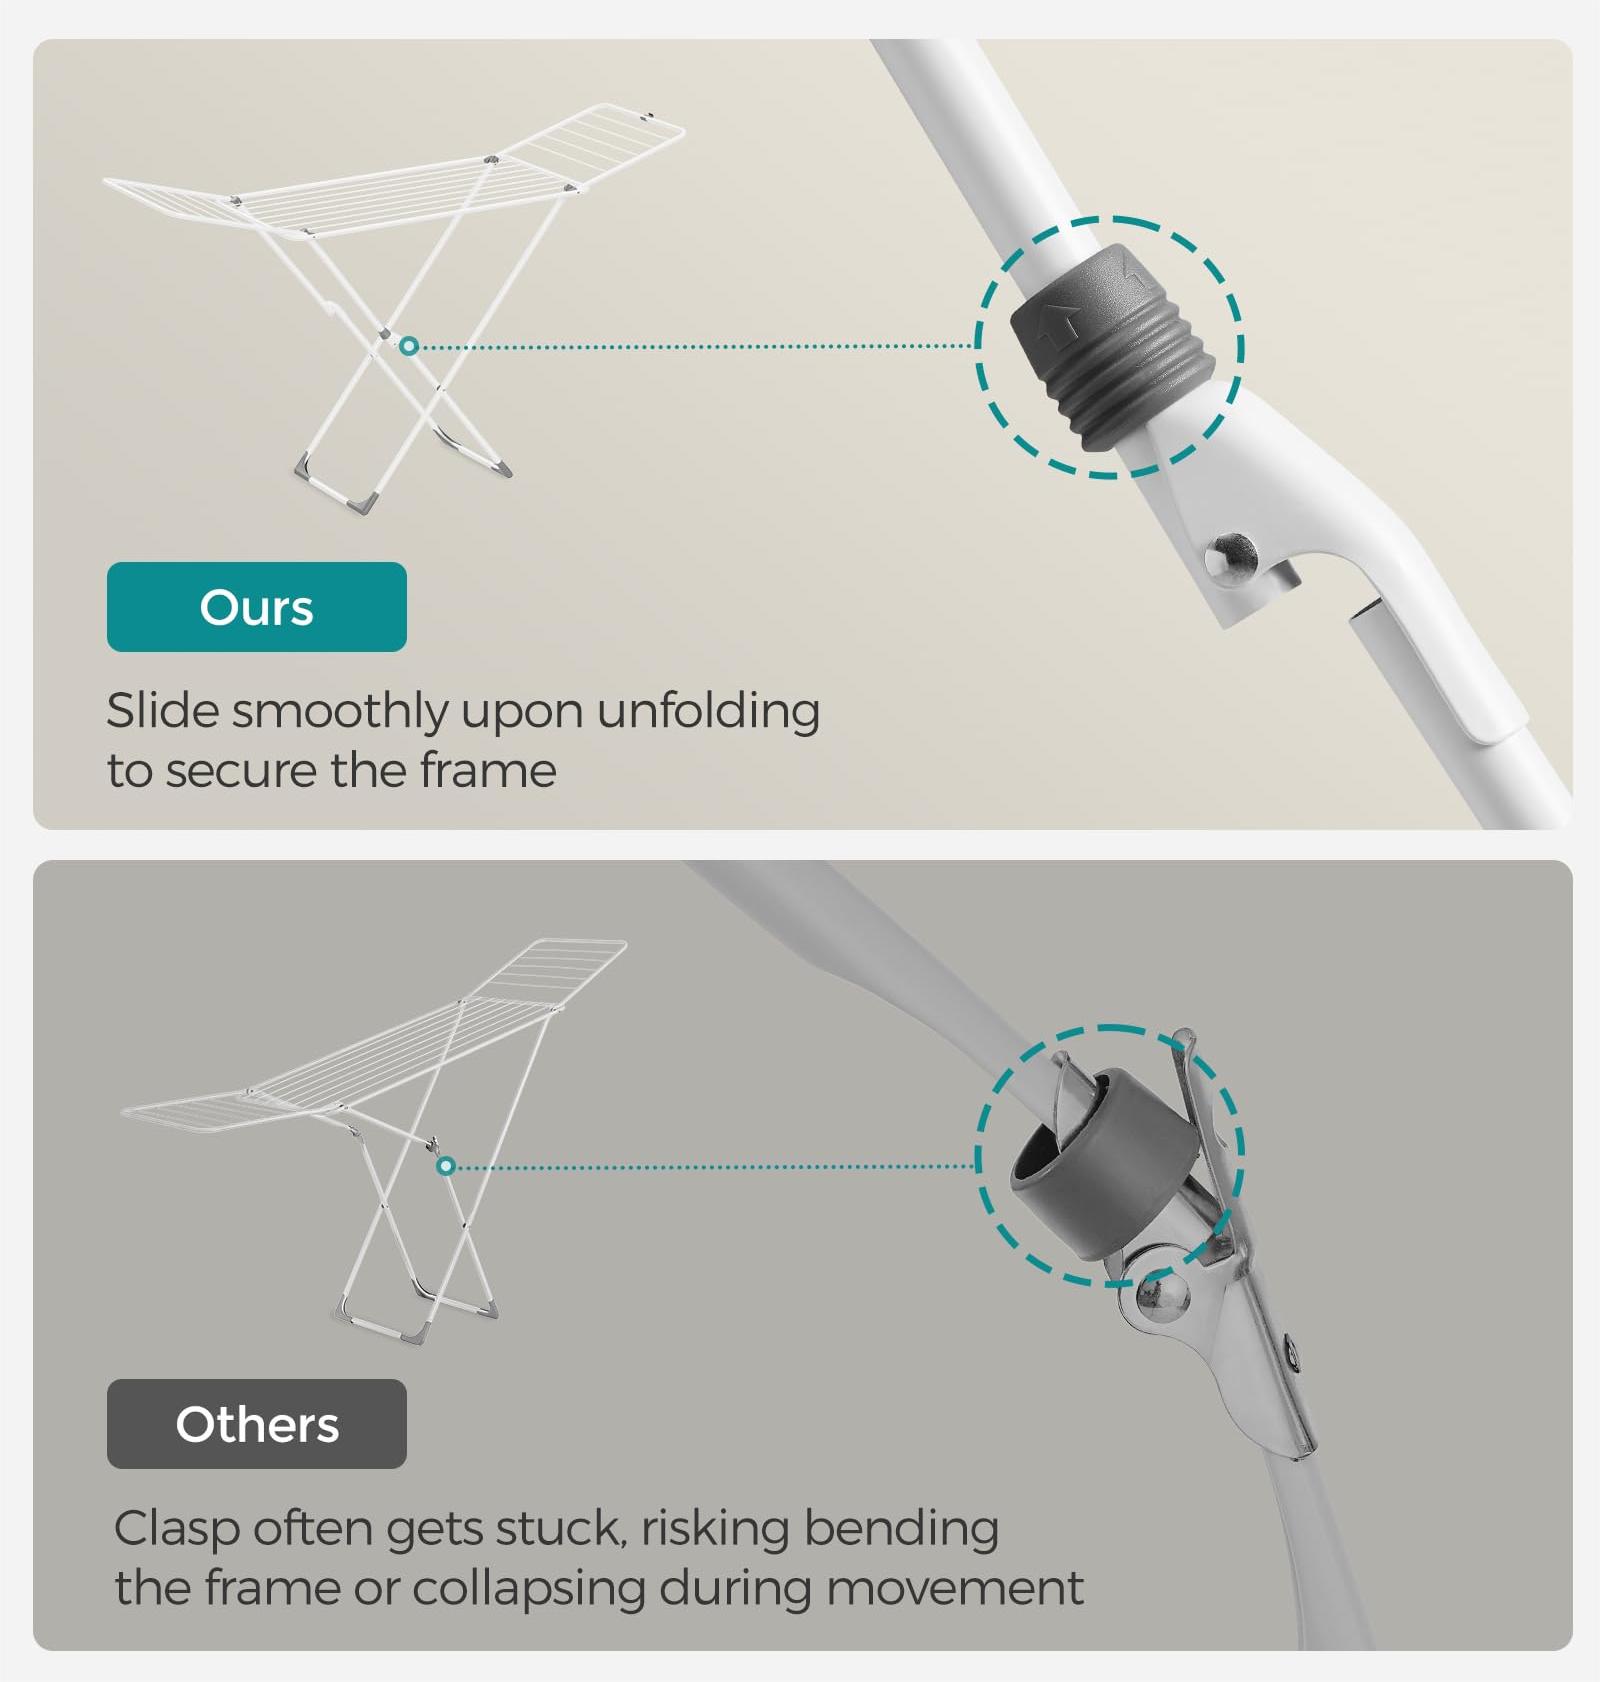 Ours
Slide smoothly upon unfolding
to secure the frame
Others
Clasp often gets stuck, risking bending
the frame or collapsing during movement